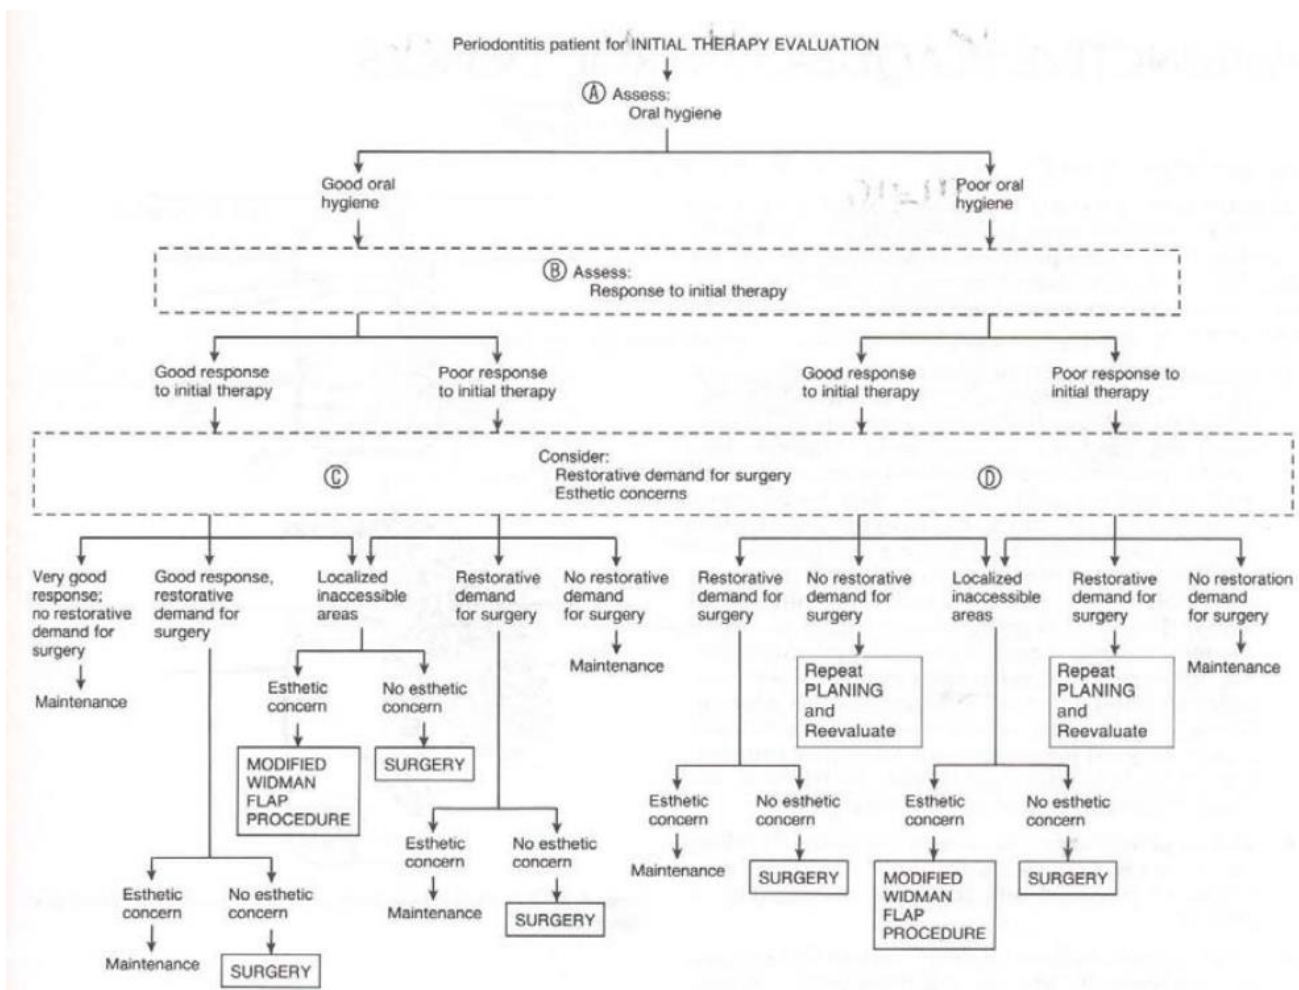 Periodontitis patient for INITIAL THERAPY EVALUATION
Ⓐ Assess:
Oral hygiene
Good oral
hygiene
Poor oral
hygiene
Ⓑ Assess:
Response to initial therapy
Good response
to initial therapy
Poor response
to initial therapy
Good response
to initial therapy
Poor response to
initial therapy
Ⓒ
Consider:
Restorative demand for surgery
Esthetic concerns
Ⓓ
Very good
response;
no restorative
demand for
surgery
Maintenance
Good response,
restorative
demand for
surgery
Localized
inaccessible
areas
Restorative
demand
for surgery
No restorative
demand
for surgery
Maintenance
Restorative
demand for
surgery
No restorative
demand for
surgery
Localized
inaccessible
areas
Restorative
demand for
surgery
No restoration
demand
for surgery
Maintenance
Esthetic
concern
No esthetic
concern
MODIFIED
WIDMAN
FLAP
PROCEDURE
SURGERY
Repeat
PLANING
and
Reevaluate
Repeat
PLANING
and
Reevaluate
Esthetic
concern
No esthetic
concern
Maintenance
SURGERY
Esthetic
concern
No esthetic
concern
Maintenance
SURGERY
Esthetic
concern
No esthetic
concern
MODIFIED
WIDMAN
FLAP
PROCEDURE
SURGERY
Esthetic
concern
No esthetic
concern
Maintenance
SURGERY